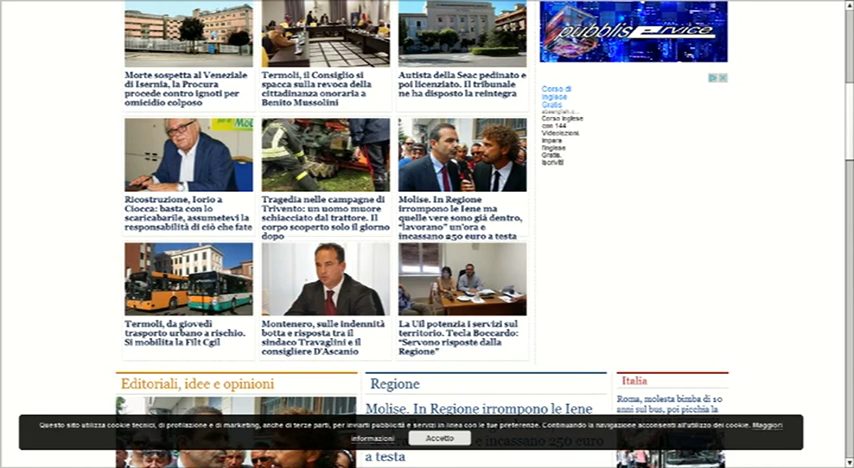 pubbliservice
Morte sospetta al Veneziale
di Isernia, la Procura
procede contro ignoti per
omicidio colposo
Termoli, il Consiglio si
spacca sulla revoca della
cittadinanza onoraria a
Benito Mussolini
Autista della Seac pedinato e
poi licenziato. Il tribunale
ne ha disposto la reintegra
Corso di
Inglese
Gratis
Corso Inglese
con 144
Videolezioni
Impara
l'inglese
Gratis.
Iscriviti
Ricostruzione, Iorio a
Ciocca: basta con lo
scaricabarile, assumetevi la
responsabilità di ciò che fate
Tragedia nelle campagne di
Trivento: un uomo muore
schiacciato dal trattore. Il
corpo scoperto solo il giorno
dopo
Molise. In Regione
irrompono le Iene ma
quelle vere sono già dentro,
"lavorano" un'ora e
incassano 250 euro a testa
Termoli, da giovedì
trasporto urbano a rischio.
Si mobilita la Filt Cgil
Montenero, sulle indennità
botta e risposta tra il
sindaco Travaglini e il
consigliere D'Ascanio
La Uil potenzia i servizi sul
territorio. Tecla Boccardo:
"Servono risposte dalla
Regione"
Editoriali, idee e opinioni
Regione
Molise. In Regione irrompono le Iene
incassano 250 euro
a testa
Italia
Roma, molesta bimba di 10
anni sul bus, poi picchia la
Questo sito utilizza cookie tecnici, di profilazione e di marketing, anche di terze parti, per inviarti pubblicità e servizi in linea con le tue preferenze. Continuando la navigazione acconsenti all'utilizzo dei cookie. Maggiori
informazioni
Accetto